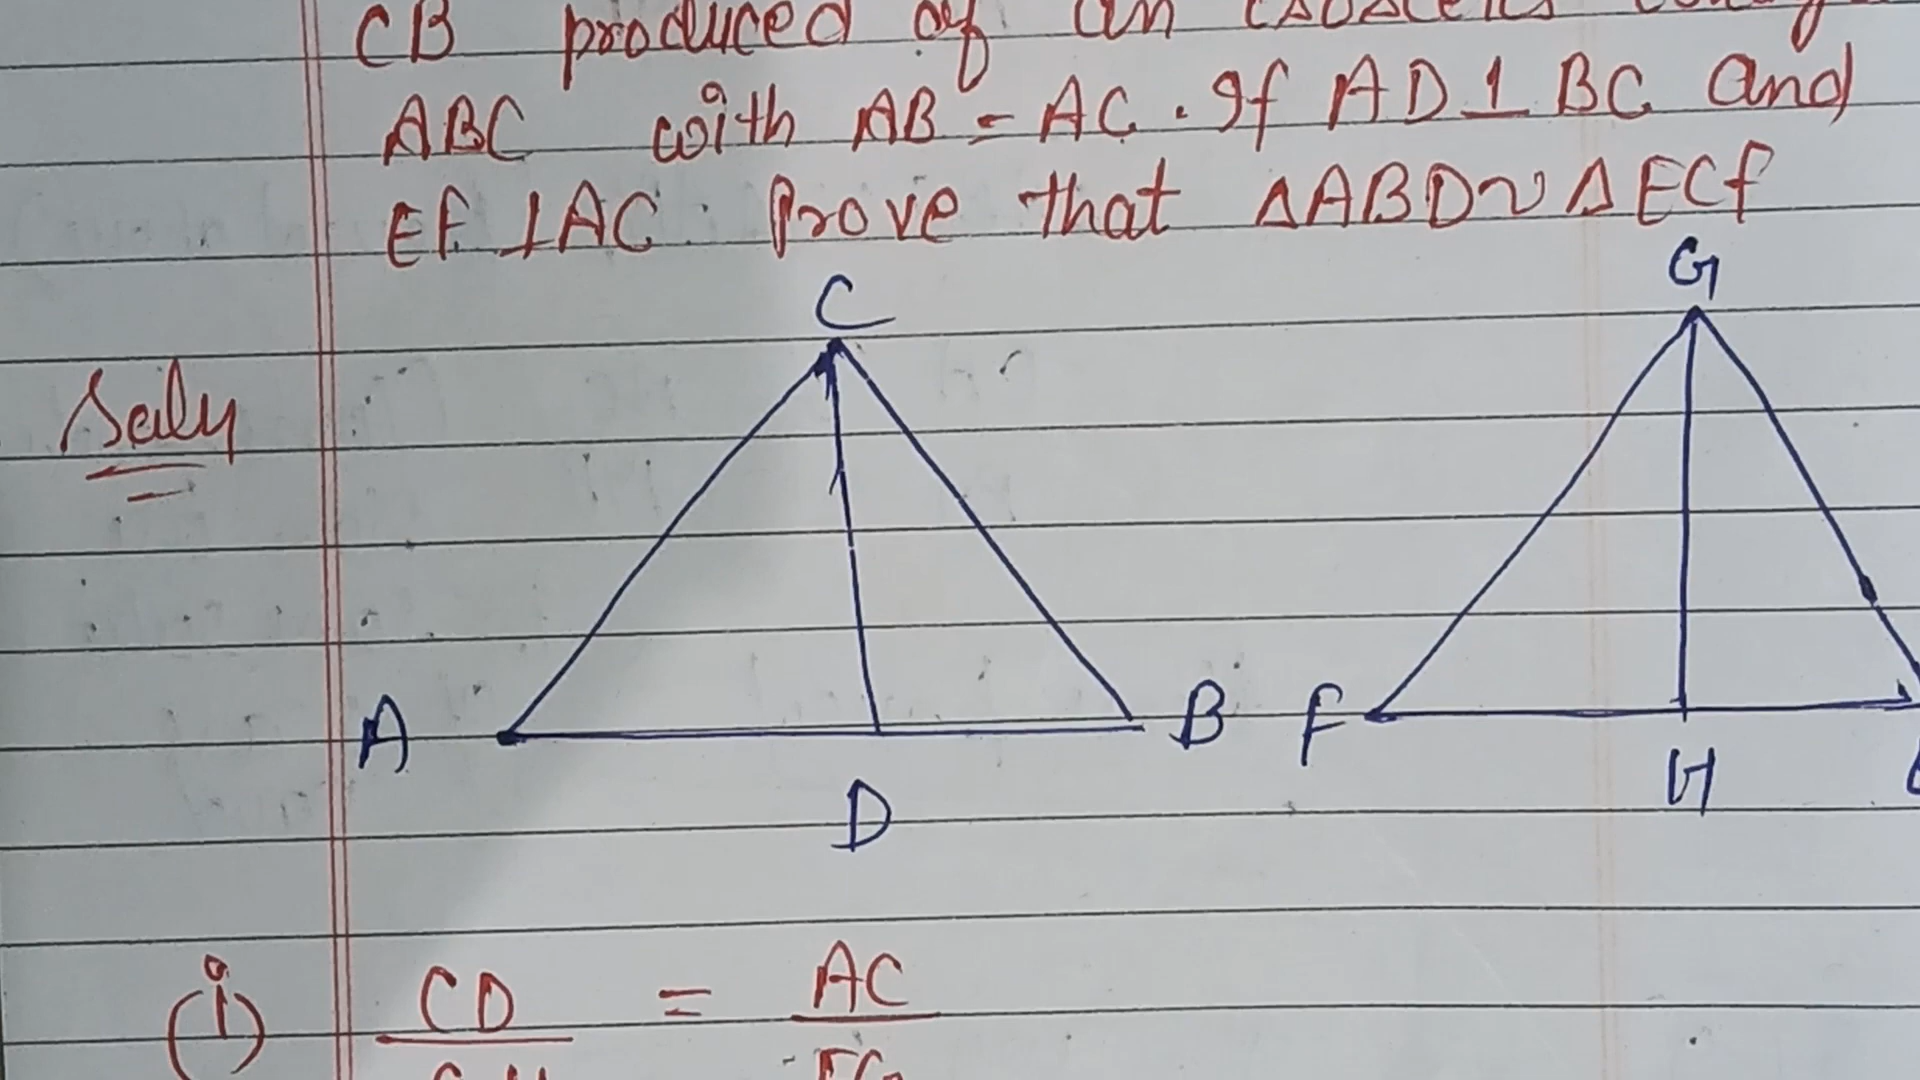 CB produced of an
ABC with AB = AC. If AD ⊥ BC and
EF ⊥ AC. Prove that ΔABD ~ ΔECF
C
G
A
B
F
D
H
(i) CD = AC